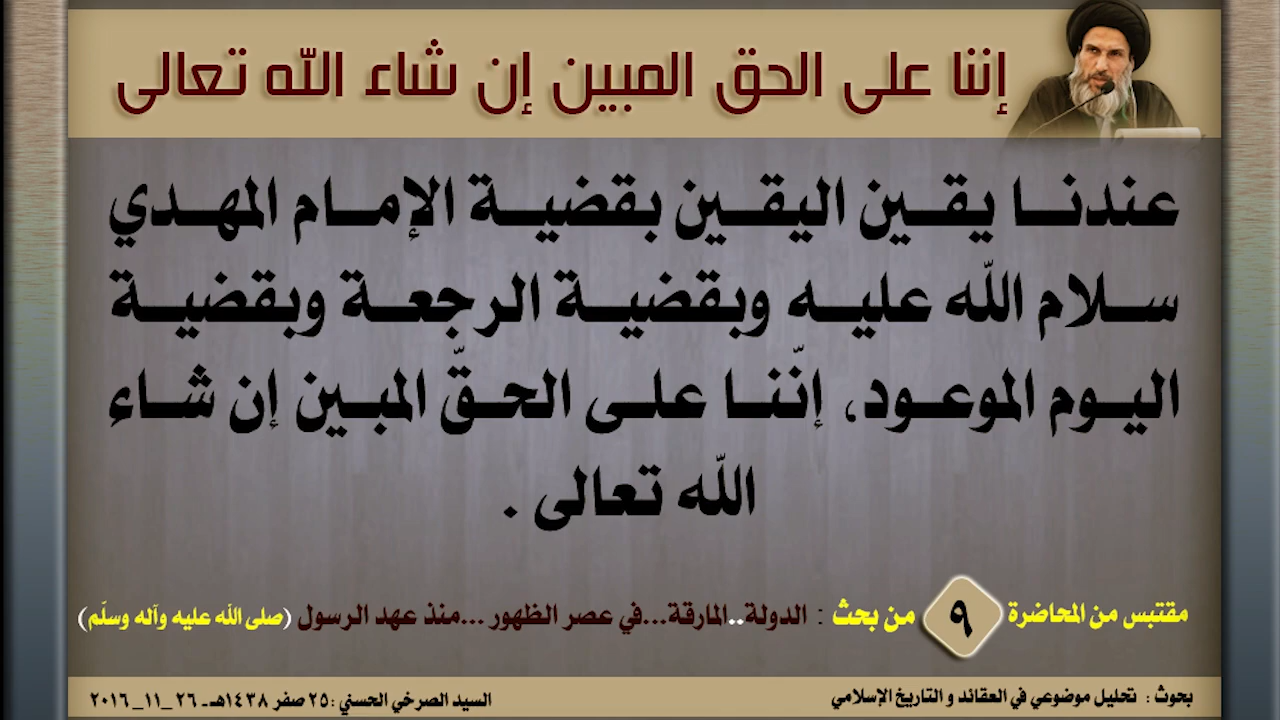 إننا على الحق المبين إن شاء الله تعالى
عندنا يقين اليقين بقضية الإمام المهدي
سلام الله عليه وبقضية الرجعة وبقضية
اليوم الموعود، إنّنا على الحقّ المبين إن شاء
الله تعالى .
مقتبس من المحاضرة ٩ من بحث : الدولة..المارقة...في عصر الظهور ...منذ عهد الرسول (صلى الله عليه وآله وسلّم)
بحوث : تحليل موضوعي في العقائد و التاريخ الإسلامي السيد الصرخي الحسني :٢٥ صفر ١٤٣٨هـ - ٢٦_١١_٢٠١٦